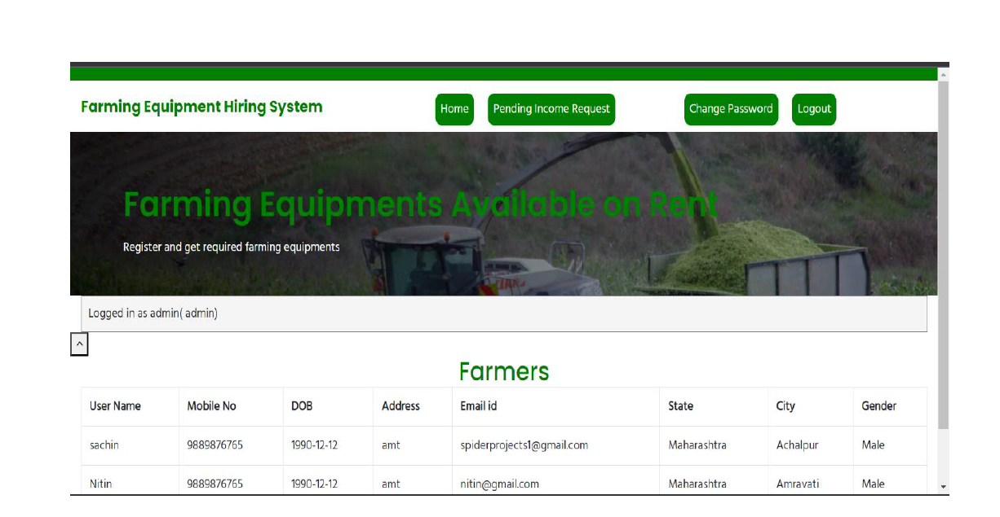 Farming Equipment Hiring System Home Pending Income Request Change Password Logout
Farming Equipments Available on Rent
Register and get required farming equipments
Logged in as admin( admin)
Farmers
User Name Mobile No DOB Address Email id State City Gender
sachin 9889876765 1990-12-12 amt spiderprojects1@gmail.com Maharashtra Achalpur Male
Nitin 9889876765 1990-12-12 amt nitin@gmail.com Maharashtra Amravati Male